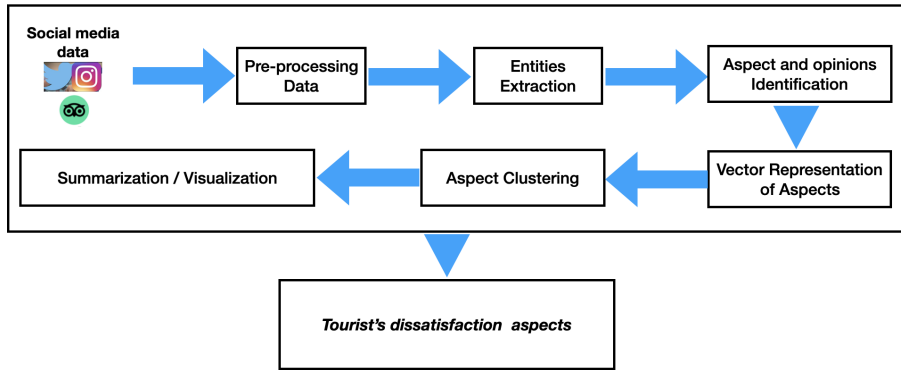 Social media
data
Pre-processing
Data
Entities
Extraction
Aspect and opinions
Identification
Summarization / Visualization
Aspect Clustering
Vector Representation
of Aspects
Tourist's dissatisfaction aspects